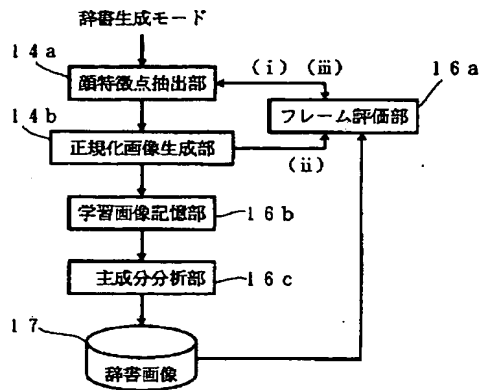 辞書生成モード
１４ａ
顔特徴点抽出部
(ⅰ) (ⅲ)
１６ａ
フレーム評価部
１４ｂ
正規化画像生成部
(ⅱ)
学習画像記憶部
１６ｂ
主成分分析部
１６ｃ
１７
辞書画像